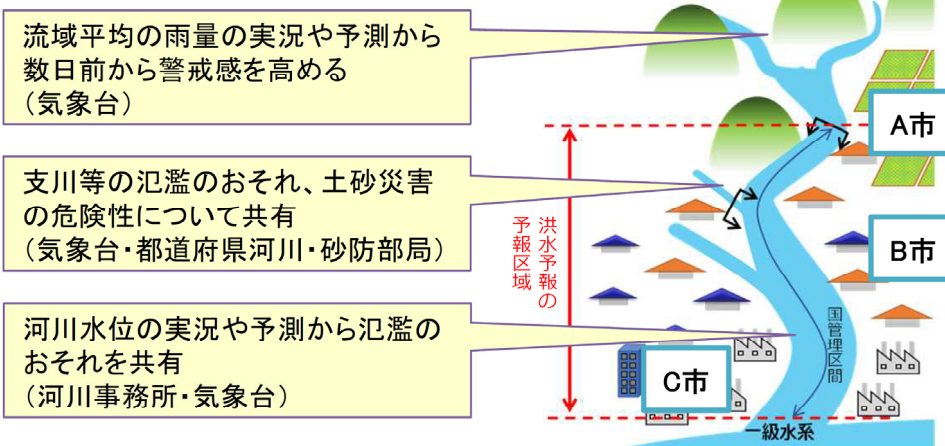 流域平均の雨量の実況や予測から
数日前から警戒感を高める
(気象台)
支川等の氾濫のおそれ、土砂災害
の危険性について共有
(気象台・都道府県河川・砂防部局)
河川水位の実況や予測から氾濫の
おそれを共有
(河川事務所・気象台)
洪水予報の
予報区域
A市
B市
C市
国管理区間
一級水系